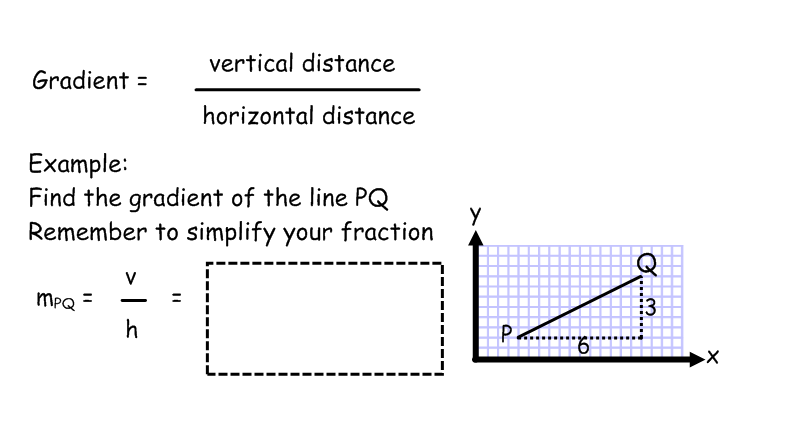 Gradient =
vertical distance
horizontal distance
Example:
Find the gradient of the line PQ
Remember to simplify your fraction
mPQ = v/h =
y
Q
3
P
6
x